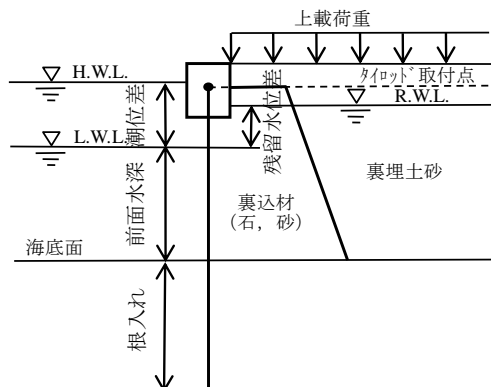 上載荷重
H.W.L.
ﾀｲﾛｯﾄﾞ取付点
R.W.L.
潮位差
残留水位差
L.W.L.
裏埋土砂
前面水深
裏込材
(石，砂)
海底面
根入れ